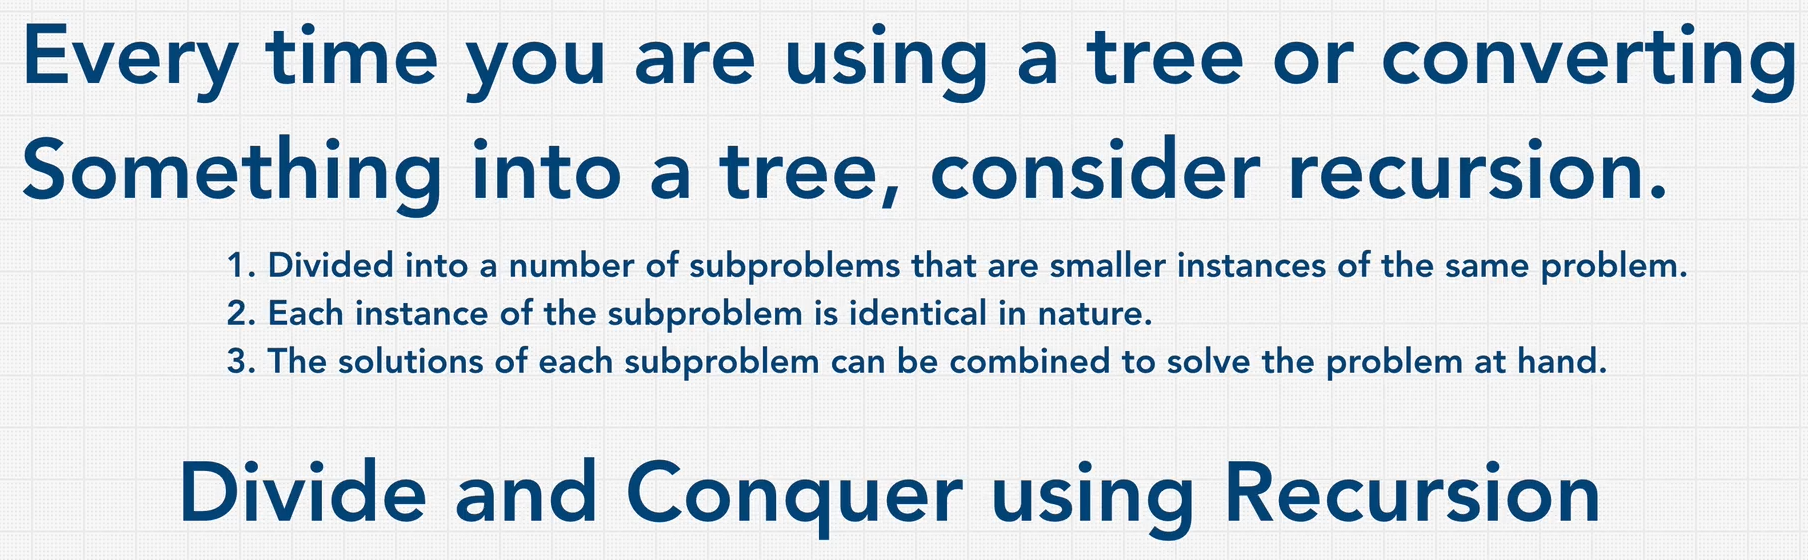 Every time you are using a tree or converting
Something into a tree, consider recursion.
1. Divided into a number of subproblems that are smaller instances of the same problem.
2. Each instance of the subproblem is identical in nature.
3. The solutions of each subproblem can be combined to solve the problem at hand.
Divide and Conquer using Recursion